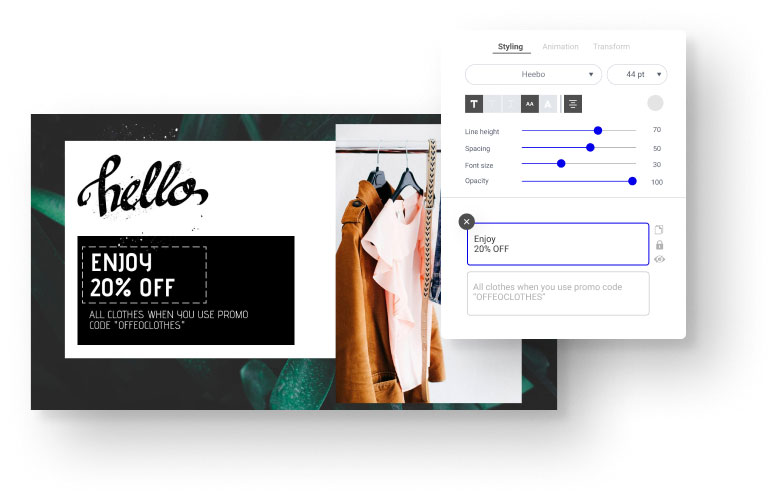 Styling Animation Transform
Heebo 44 pt
T T T AA A
Line height 70
Spacing 50
Font size 30
Opacity 100
Enjoy
20% OFF
All clothes when you use promo code
"OFFEOCLOTHES"
hello
ENJOY
20% OFF
ALL CLOTHES WHEN YOU USE PROMO
CODE "OFFEOCLOTHES"